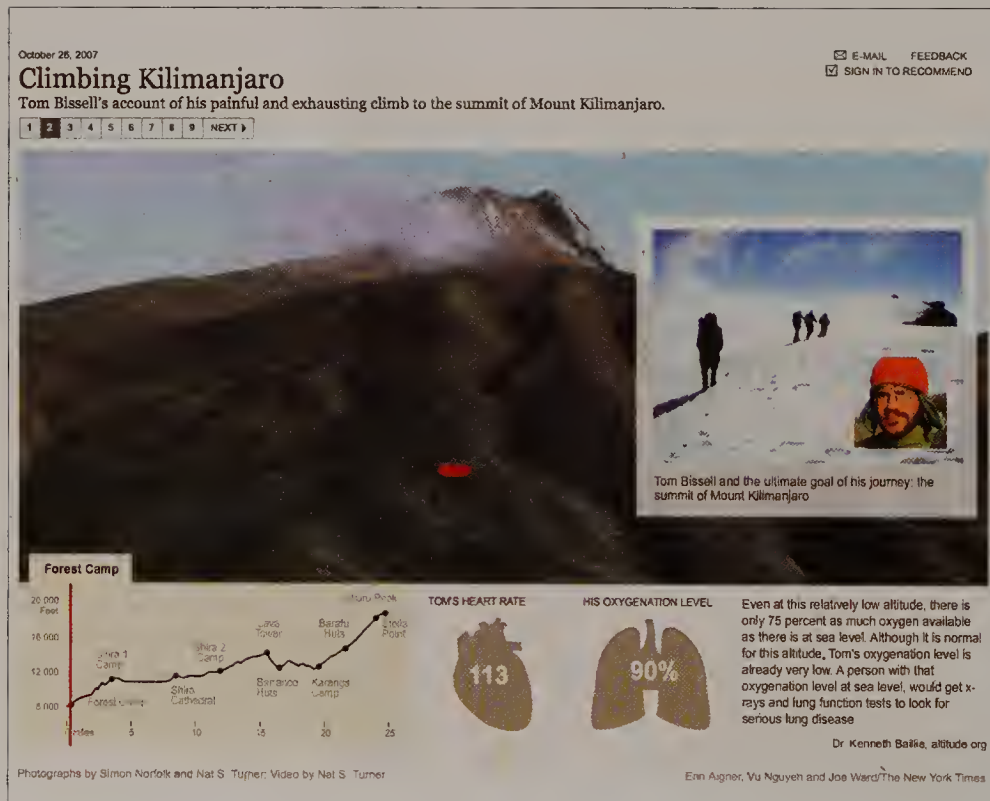 October 26, 2007
E-MAIL FEEDBACK
SIGN IN TO RECOMMEND
Climbing Kilimanjaro
Tom Bissell's account of his painful and exhausting climb to the summit of Mount Kilimanjaro.
1 2 3 4 5 6 7 8 9 NEXT
Tom Bissell and the ultimate goal of his journey: the
summit of Mount Kilimanjaro
Forest Camp
20 000
Feet
16 000
12 000
8 000
Shira 1
Camp
Forest Camp
Shira
Cathedral
Shira 2
Camp
Lava
Tower
Barranco
Huts
Karanga
Camp
Barafu
Huts
Uhuru Peak
Stella
Point
0 miles 5 10 15 20 25
TOM'S HEART RATE
113
HIS OXYGENATION LEVEL
90%
Even at this relatively low altitude, there is
only 75 percent as much oxygen available
as there is at sea level. Although it is normal
for this altitude, Tom's oxygenation level is
already very low. A person with that
oxygenation level at sea level, would get x-
rays and lung function tests to look for
serious lung disease
Dr Kenneth Baillie, altitude org
Photographs by Simon Norfolk and Nat S. Turner; Video by Nat S. Turner
Erin Aigner, Vu Nguyen and Joe Ward/The New York Times